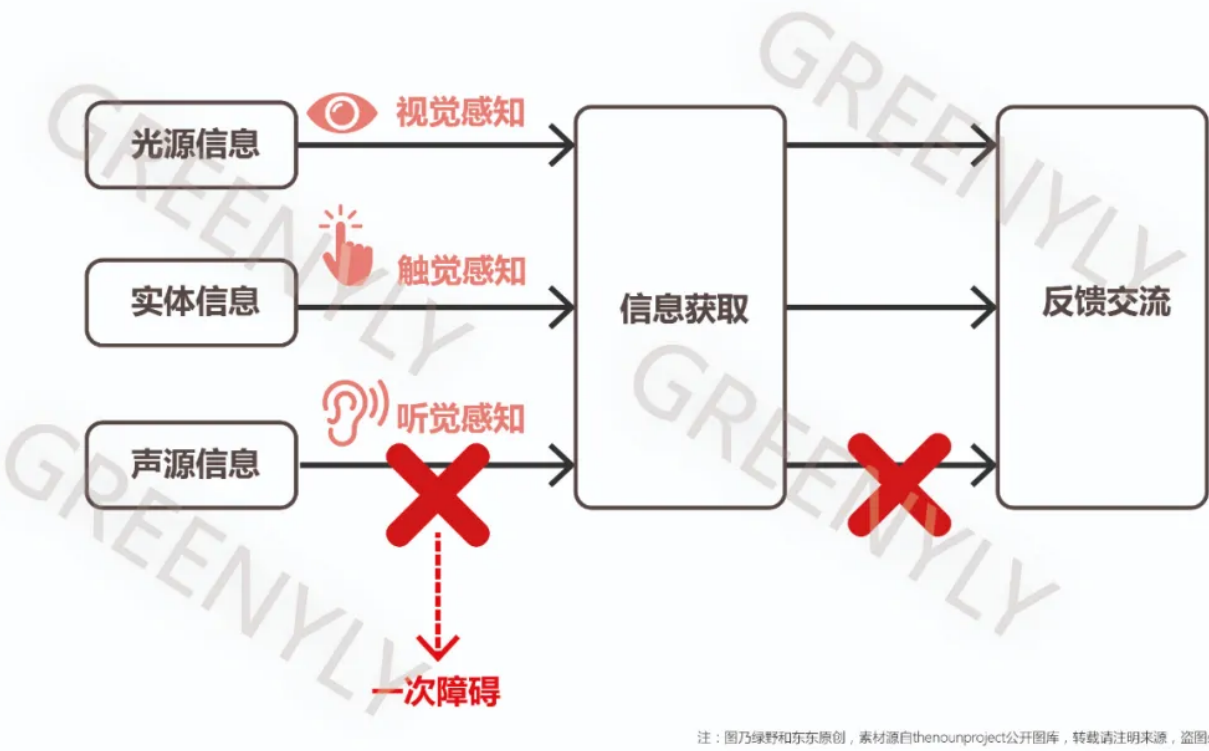 光源信息
视觉感知
实体信息
触觉感知
声源信息
听觉感知
信息获取
反馈交流
一次障碍
GREENYLY
GREENYLY
GREENYLY
GREENYLY
注：图乃绿野和东东原创，素材源自thenounproject公开图库，转载请注明来源，盗图